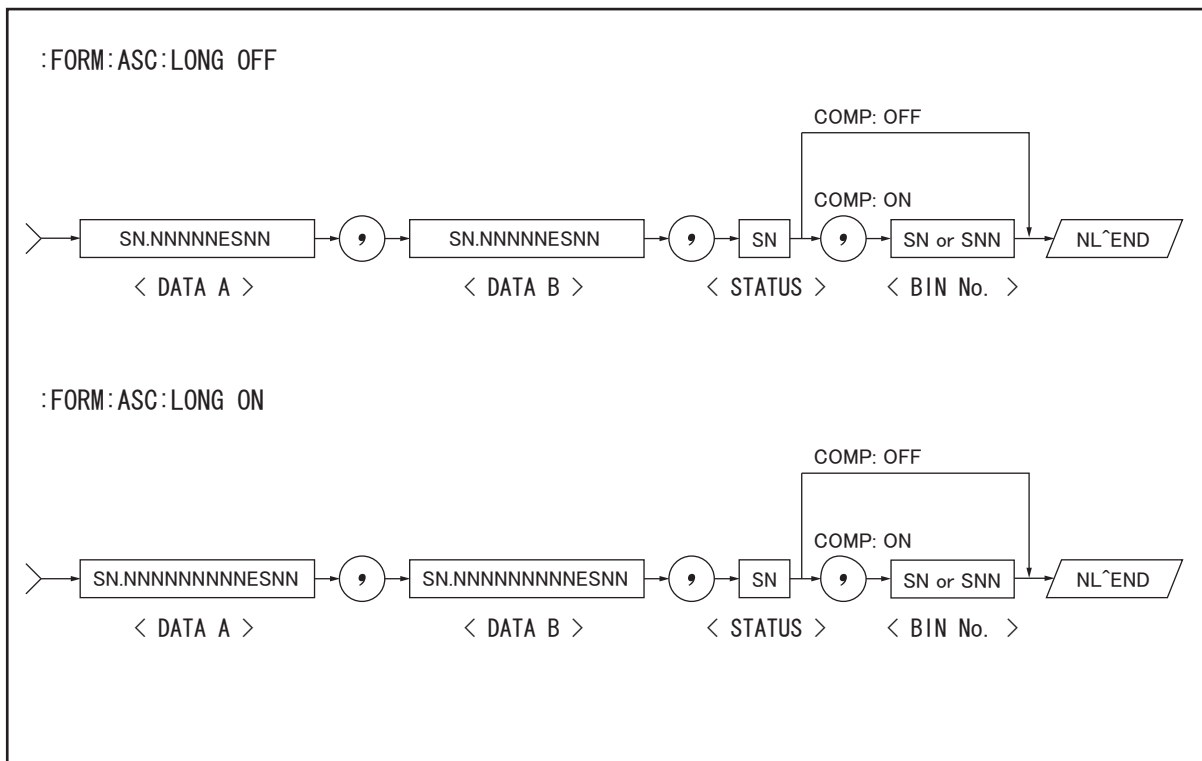 :FORM:ASC:LONG OFF
COMP: OFF
COMP: ON
SN.NNNNNESNN , SN.NNNNNESNN , SN , SN or SNN NL^END
< DATA A > < DATA B > < STATUS > < BIN No. >
:FORM:ASC:LONG ON
COMP: OFF
COMP: ON
SN.NNNNNNNNNESNN , SN.NNNNNNNNNESNN , SN , SN or SNN NL^END
< DATA A > < DATA B > < STATUS > < BIN No. >